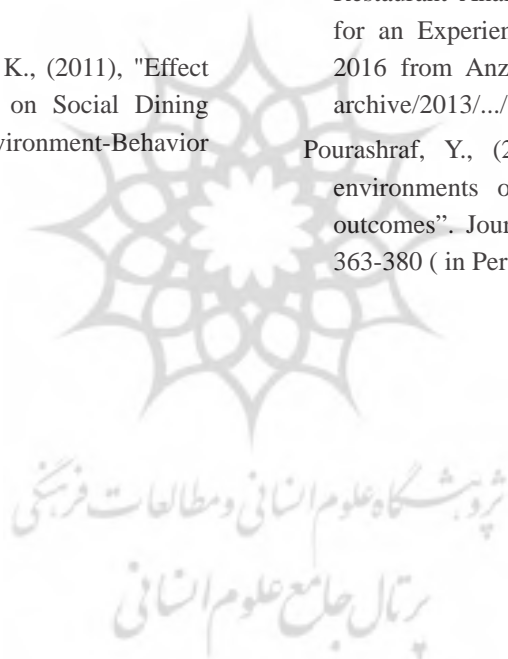 K., (2011), "Effect
on Social Dining
vironment-Behavior
for an Experien
2016 from Anz
archive/2013/.../
Pourashraf, Y., (2
environments o
outcomes”. Jour
363-380 ( in Per
پژوهشگاه علوم انسانی و مطالعات فرهنگی
پرتال جامع علوم انسانی